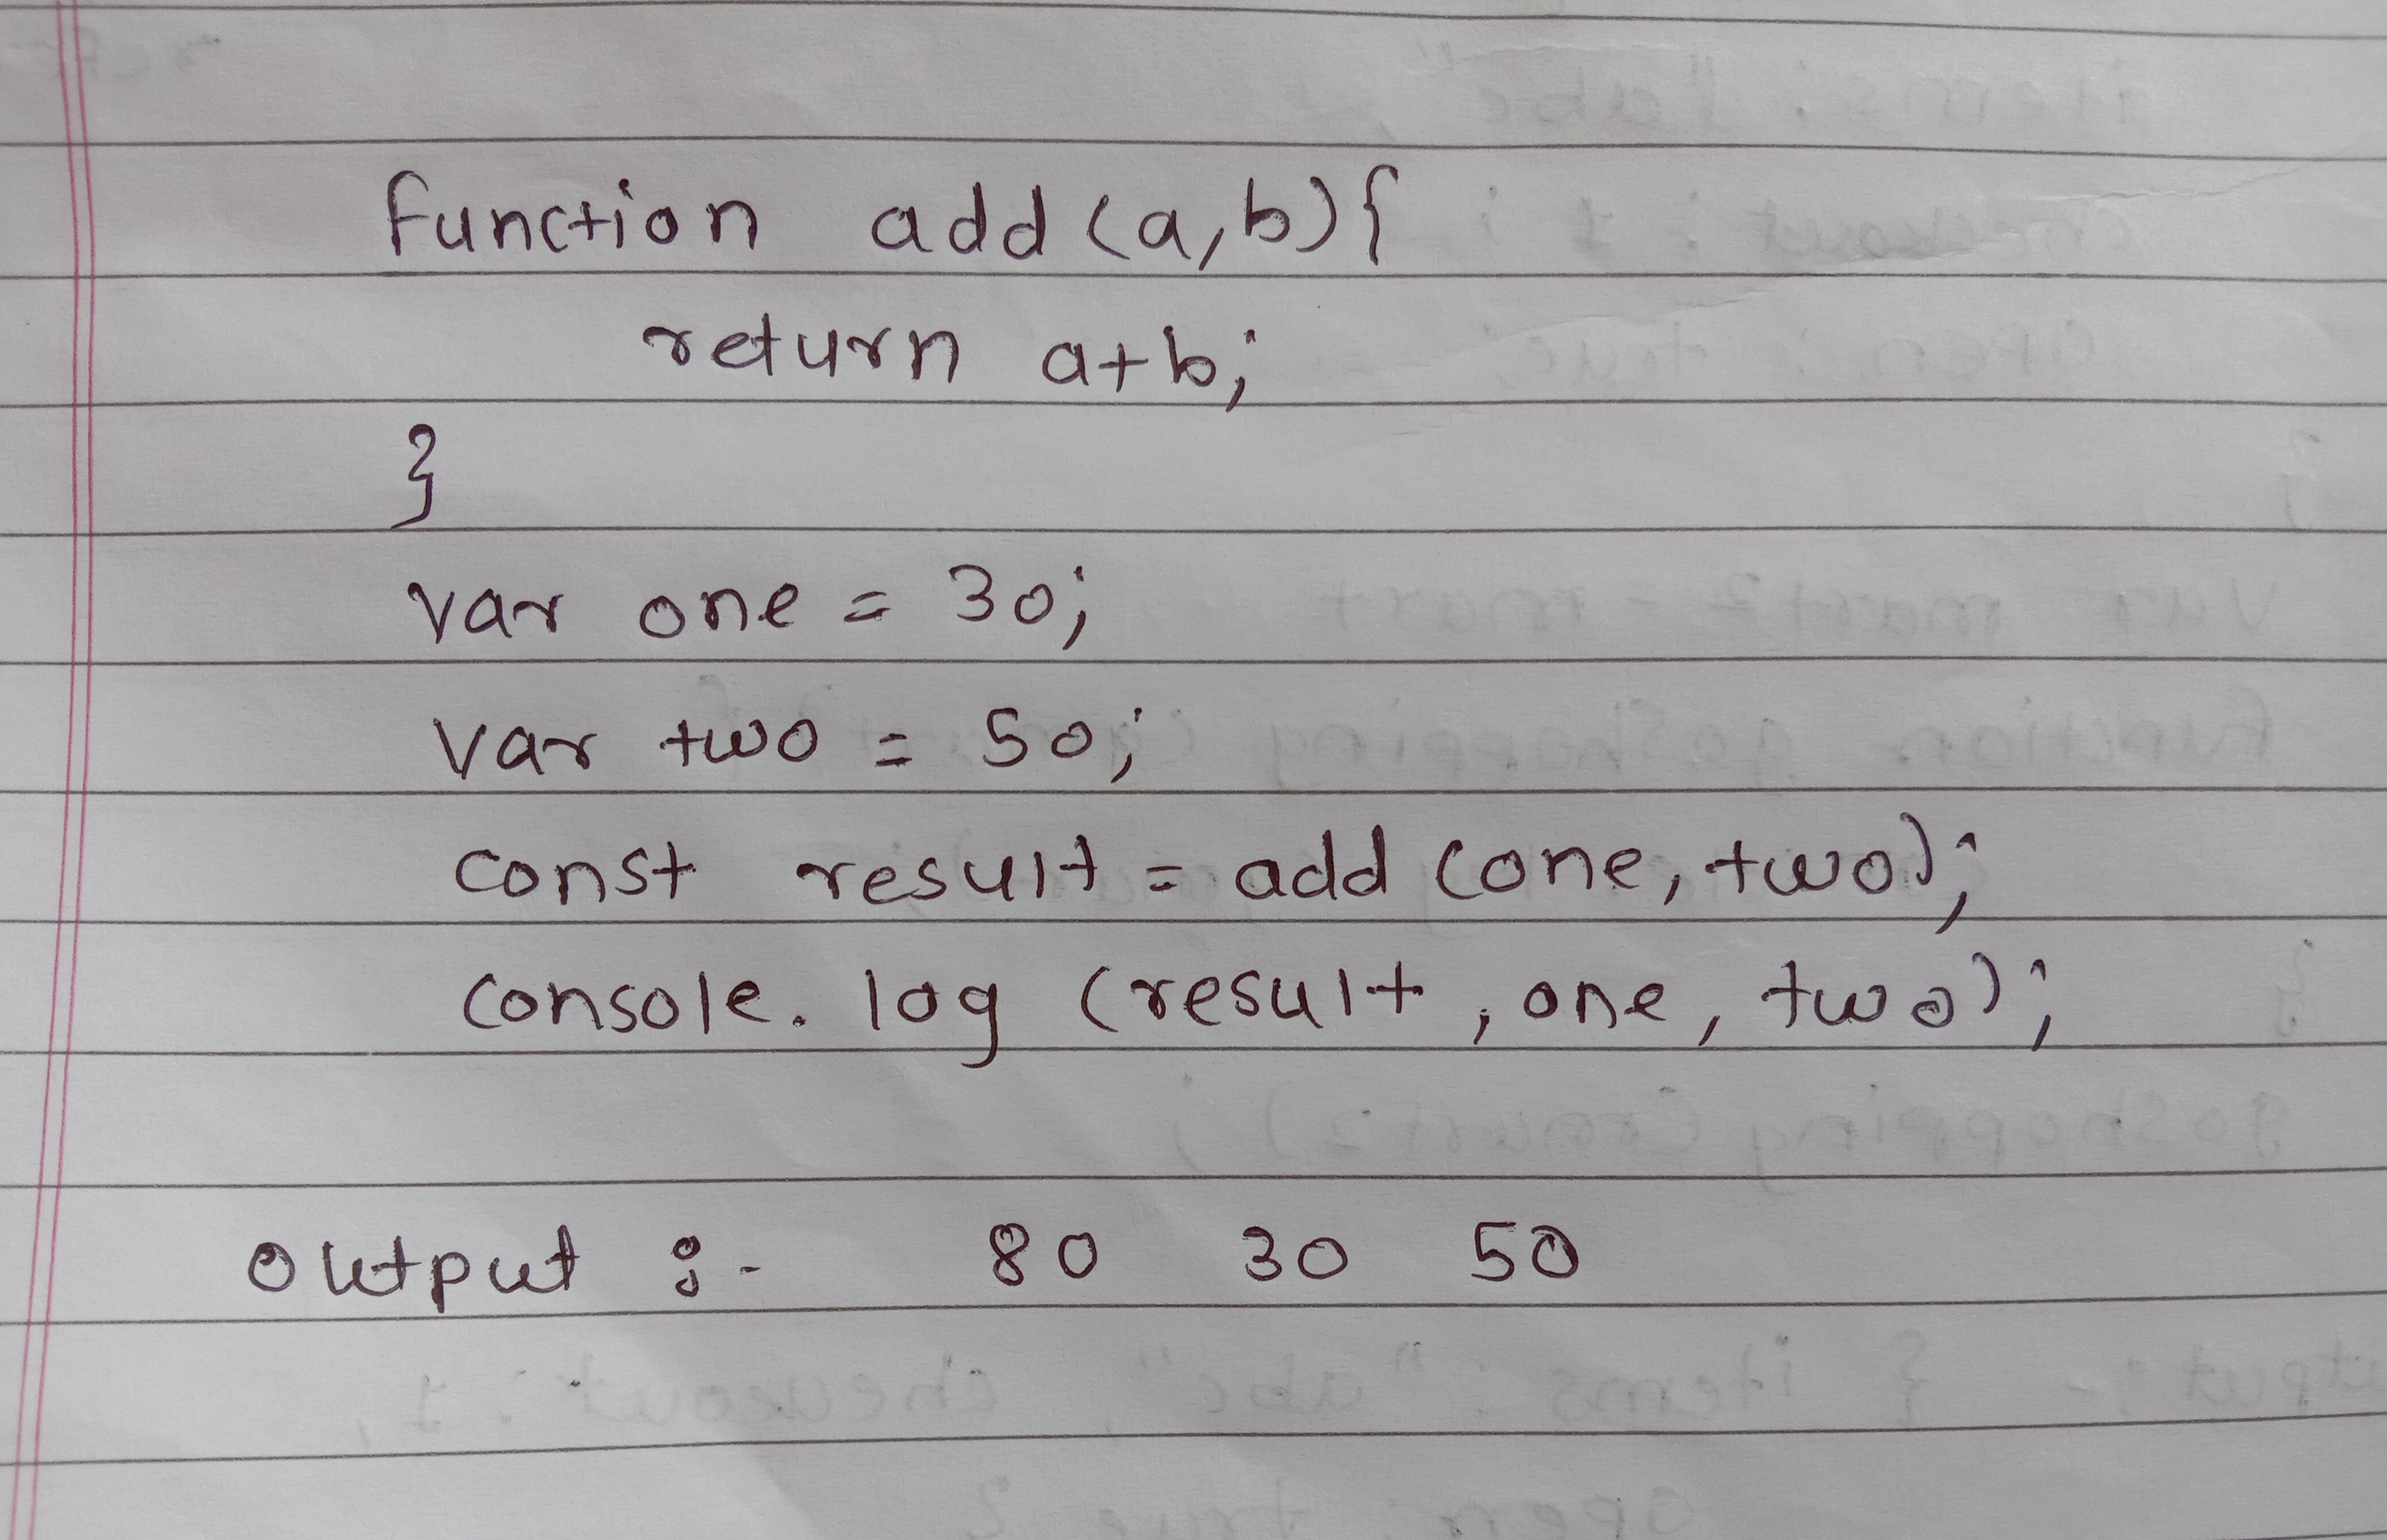 function add (a,b){
return a+b;
}
var one = 30;
var two = 50;
const result = add (one, two);
console. log (result , one, two);
output :- 80 30 50